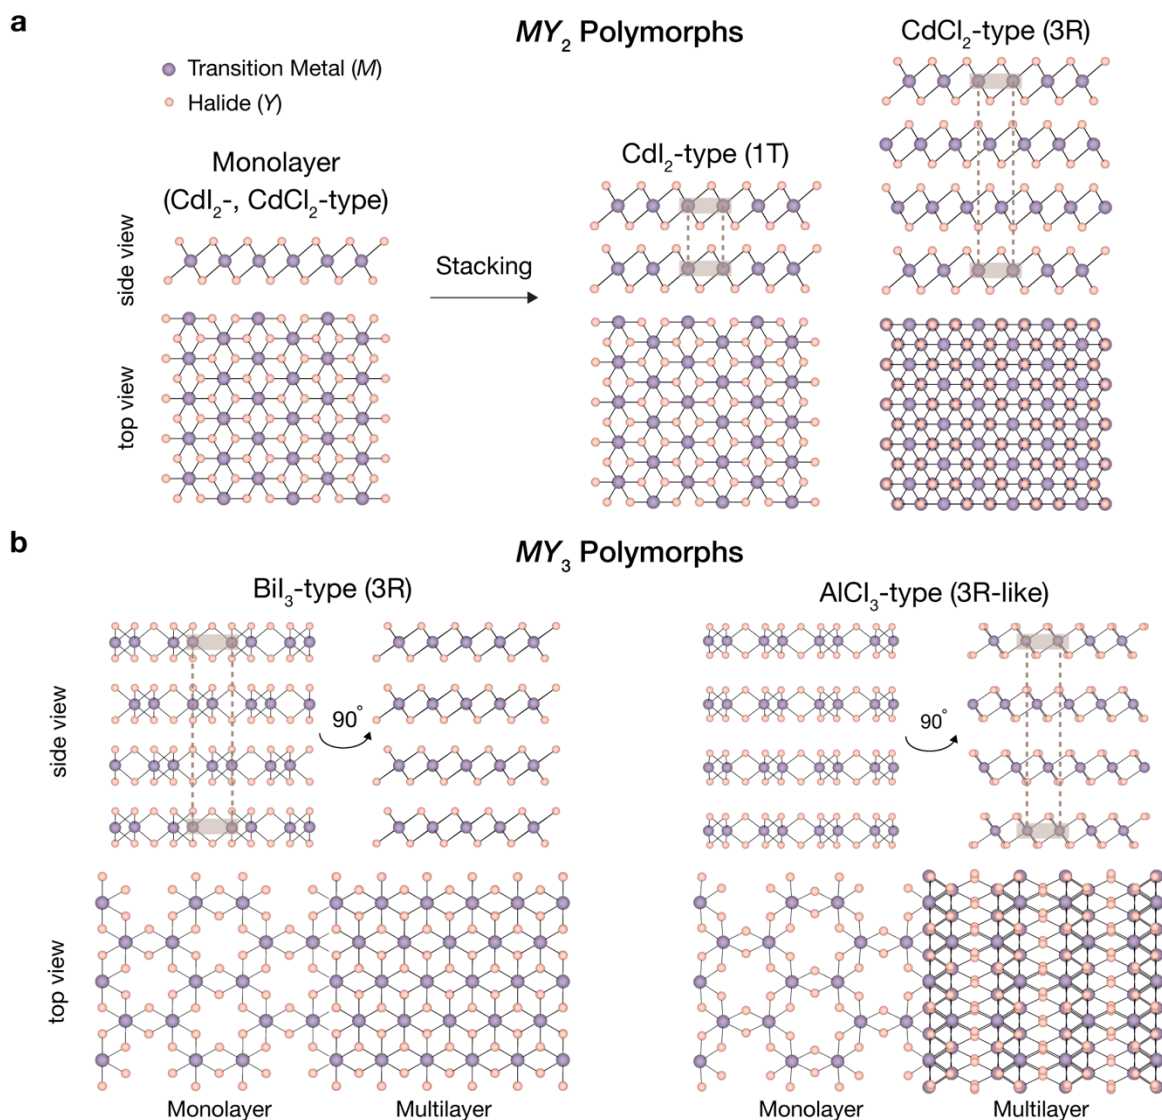 a
MY₂ Polymorphs
CdCl₂-type (3R)
Transition Metal (M)
Halide (Y)
Monolayer
(CdI₂-, CdCl₂-type)
Stacking
CdI₂-type (1T)
side view
top view
b
MY₃ Polymorphs
BiI₃-type (3R)
AlCl₃-type (3R-like)
side view
90°
90°
top view
Monolayer
Multilayer
Monolayer
Multilayer